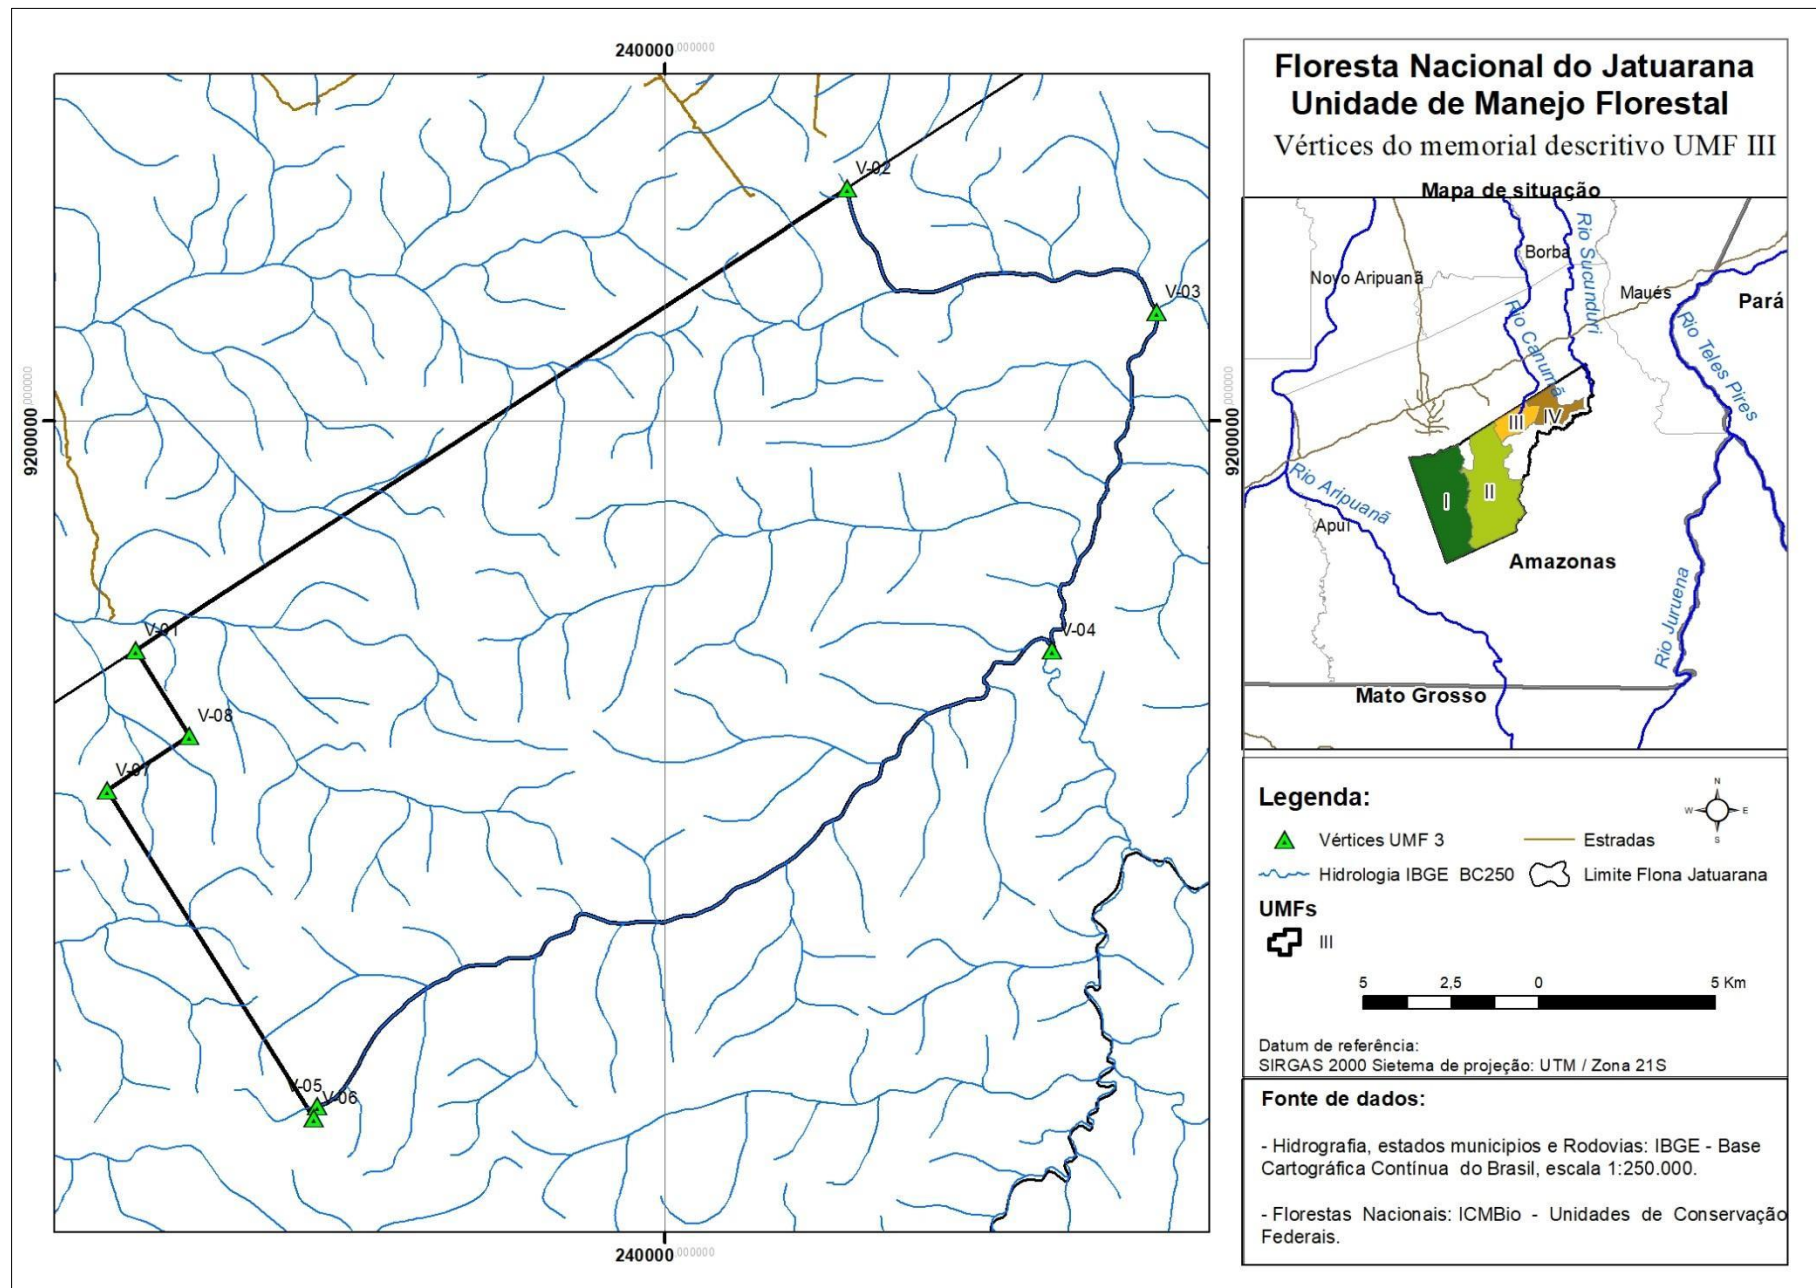 240000,000000
9200000,000000
9200000,000000
240000,000000
V-02
V-03
V-01
V-04
V-08
V-07
V-05
V-06
Floresta Nacional do Jatuarana
Unidade de Manejo Florestal
Vértices do memorial descritivo UMF III
Mapa de situação
Rio Sucunduri
Borba
Novo Aripuanã
Maués
Pará
Rio Canumã
Rio Teles Pires
III
IV
Rio Aripuanã
I
II
Apuí
Amazonas
Rio Juruena
Mato Grosso
Legenda:
N
W
E
S
Vértices UMF 3
Estradas
Hidrologia IBGE BC250
Limite Flona Jatuarana
UMFs
III
5 2,5 0 5 Km
Datum de referência:
SIRGAS 2000 Sietema de projeção: UTM / Zona 21S
Fonte de dados:
- Hidrografia, estados municipios e Rodovias: IBGE - Base
Cartográfica Contínua do Brasil, escala 1:250.000.
- Florestas Nacionais: ICMBio - Unidades de Conservação
Federais.